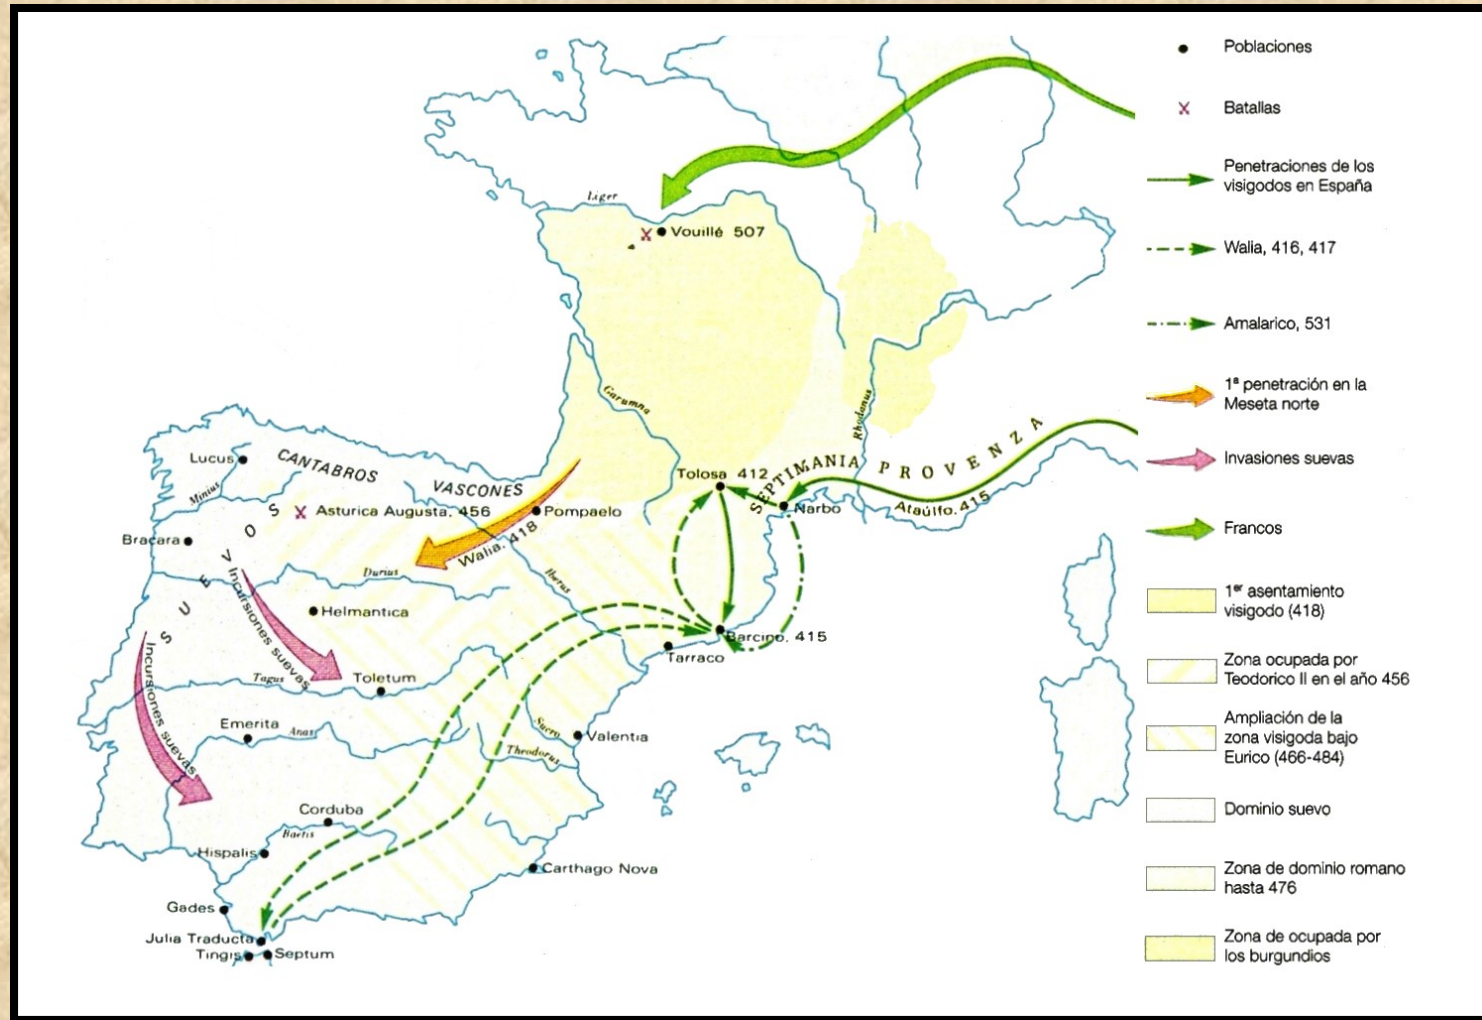 Liger
Vouillé 507
Garumna
Rhodanus
Tolosa 412
SEPTIMANIA
PROVENZA
Narbo
Ataúlfo. 415
Lucus
CANTABROS
VASCONES
Minius
Asturica Augusta. 456
Pompaelo
SUEVOS
Bracara
Walia. 418
Durius
Iberus
Incursiones suevas
Helmantica
Barcino. 415
Tarraco
Incursiones suevas
Tagus
Toletum
Emerita
Anas
Sucro
Valentia
Theodorus
Corduba
Baetis
Hispalis
Carthago Nova
Gades
Julia Traducta
Tingis
Septum
Poblaciones
Batallas
Penetraciones de los
visigodos en España
Walia, 416, 417
Amalarico, 531
1ª penetración en la
Meseta norte
Invasiones suevas
Francos
1er asentamiento
visigodo (418)
Zona ocupada por
Teodorico II en el año 456
Ampliación de la
zona visigoda bajo
Eurico (466-484)
Dominio suevo
Zona de dominio romano
hasta 476
Zona de ocupada por
los burgundios